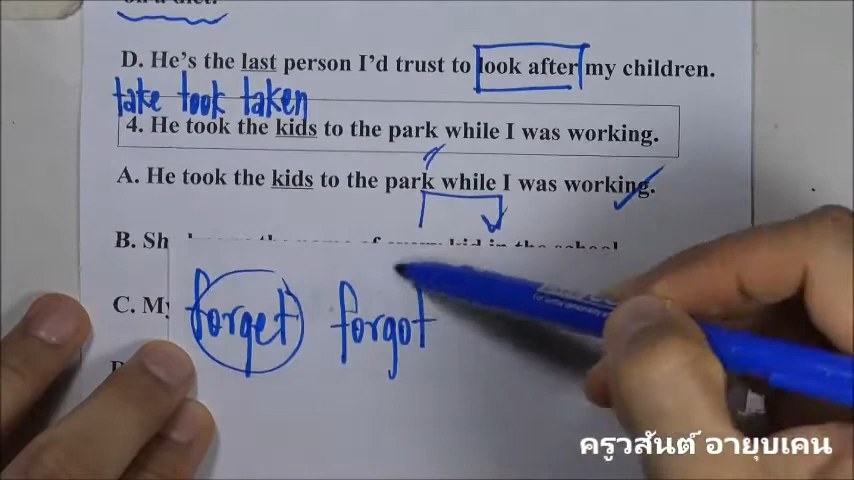 on a diet.
D. He's the last person I'd trust to look after my children.
take took taken
4. He took the kids to the park while I was working.
A. He took the kids to the park while I was working.
B. Sh
C. My
forget forgot
ครูวสันต์ อายุบเคน